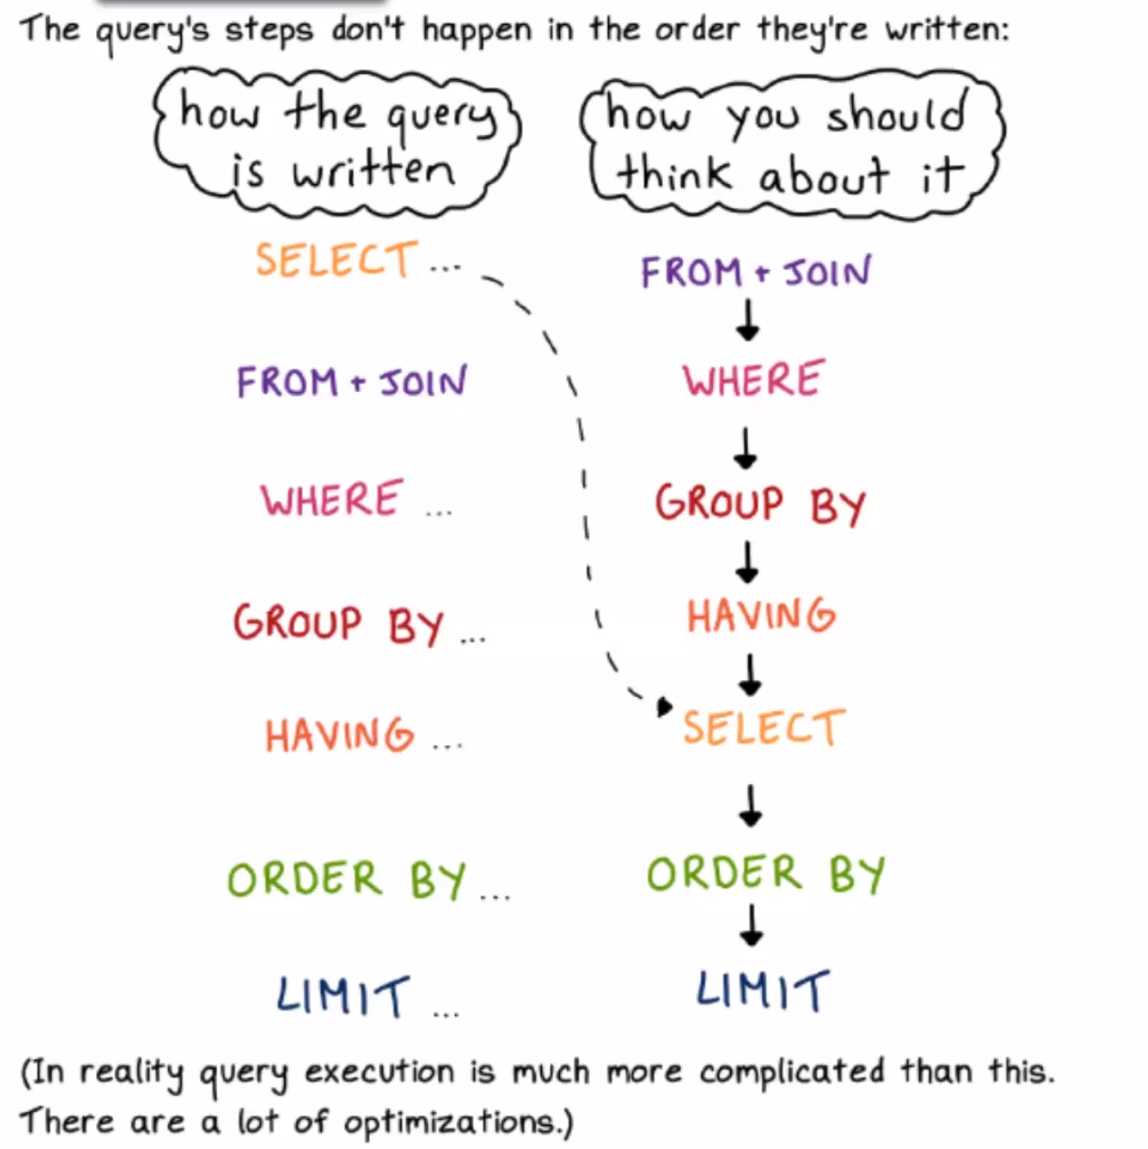 The query's steps don't happen in the order they're written:
how the query
is written
how you should
think about it
SELECT ...
FROM + JOIN
WHERE ...
GROUP BY ...
HAVING ...
ORDER BY ...
LIMIT ...
FROM + JOIN
WHERE
GROUP BY
HAVING
SELECT
ORDER BY
LIMIT
(In reality query execution is much more complicated than this.
There are a lot of optimizations.)